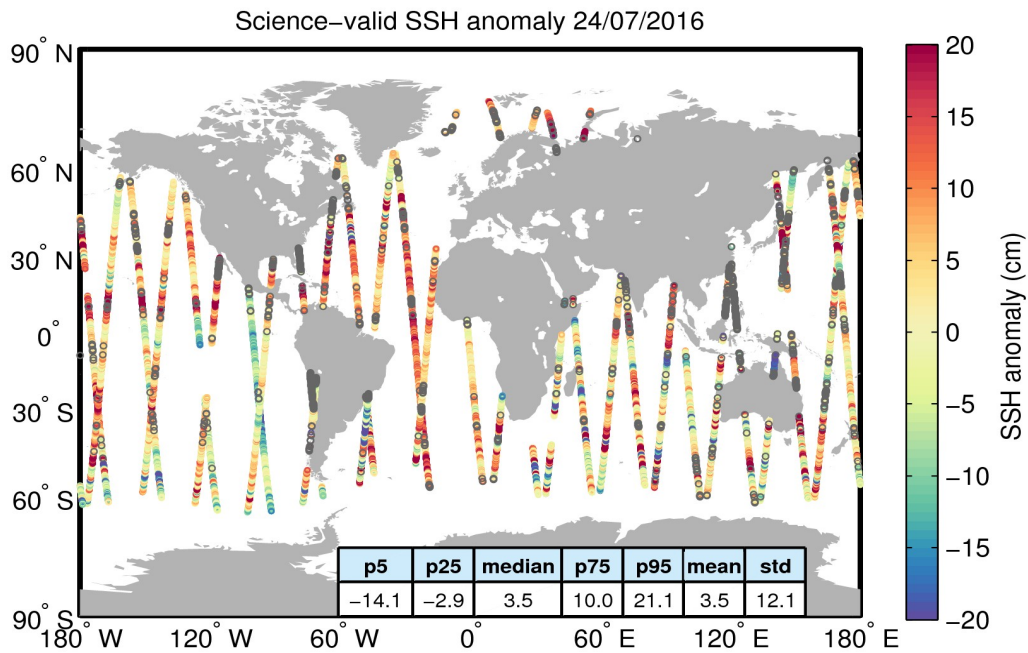 Science−valid SSH anomaly 24/07/2016
90° N
60° N
30° N
0°
30° S
60° S
90° S
180° W
120° W
60° W
0°
60° E
120° E
180° E
p5 p25 median p75 p95 mean std
−14.1 −2.9 3.5 10.0 21.1 3.5 12.1
20
15
10
5
0
−5
−10
−15
−20
SSH anomaly (cm)